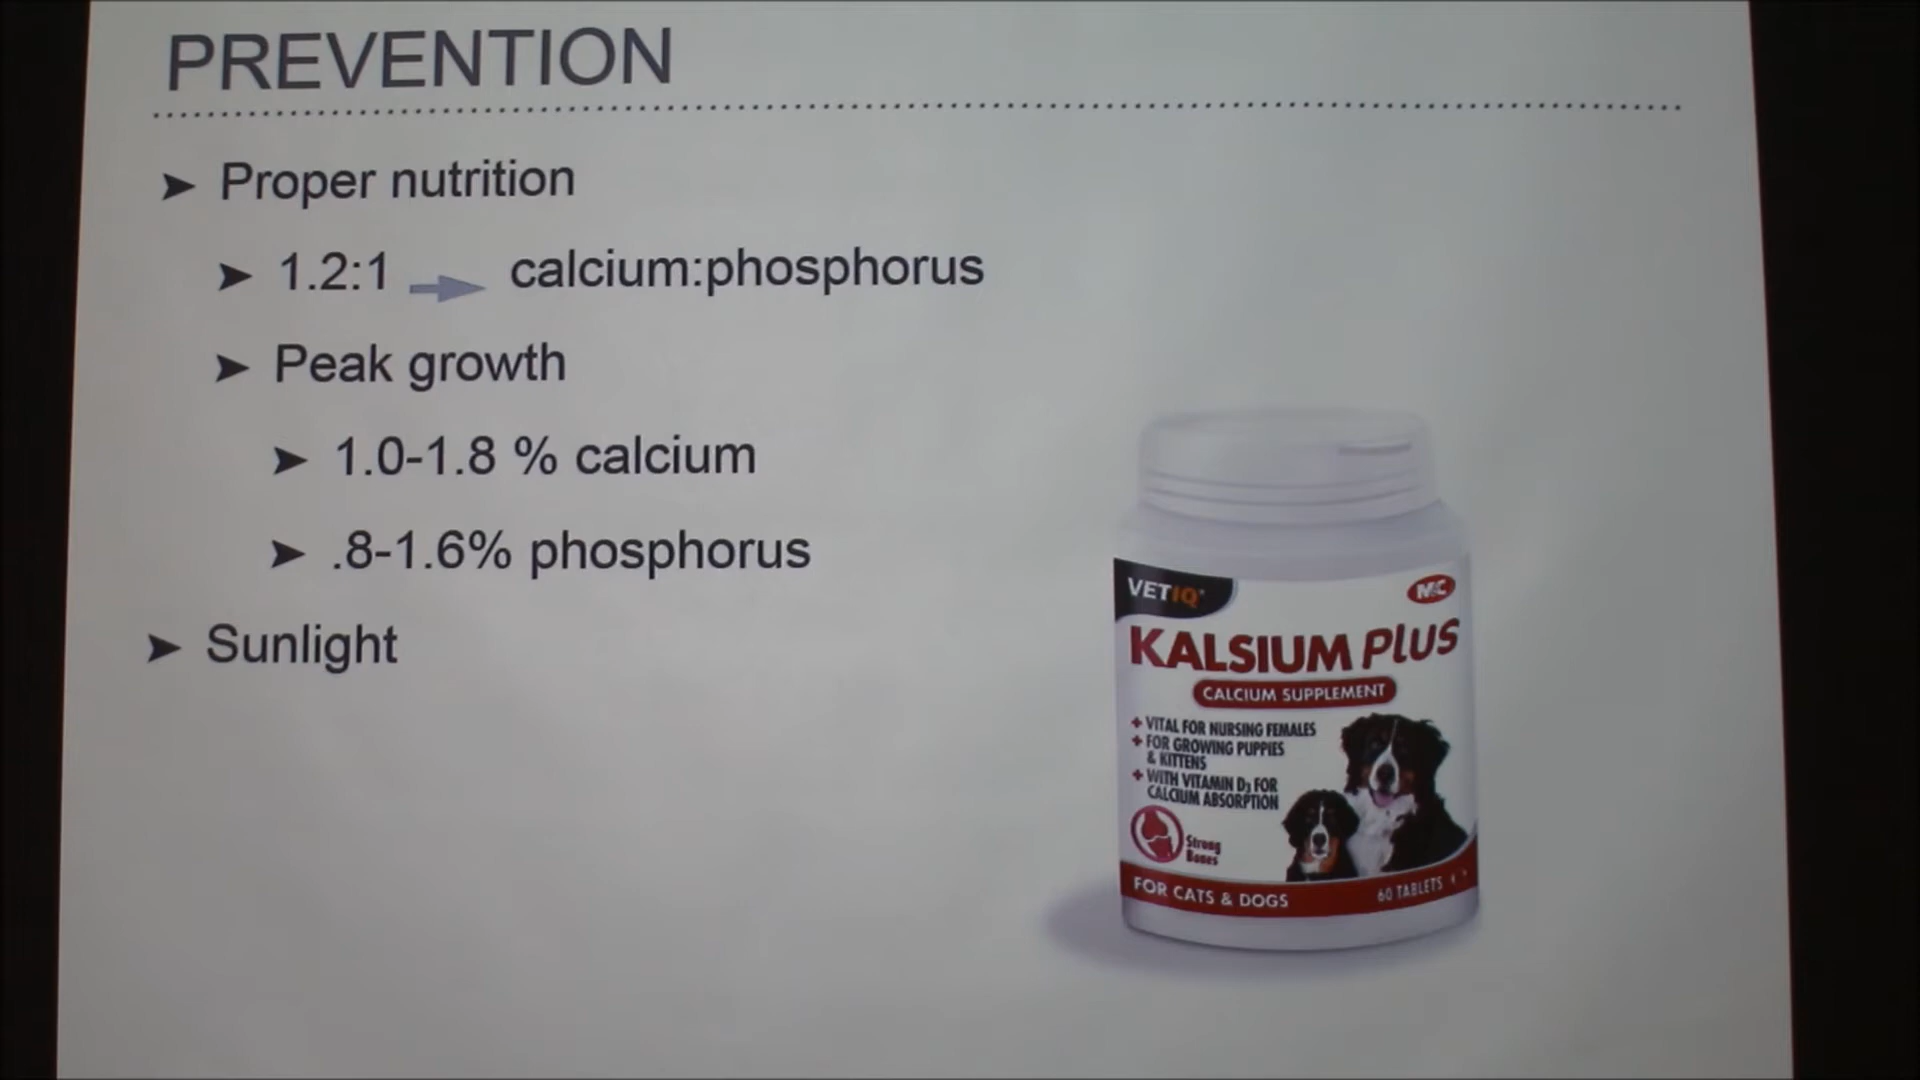 PREVENTION
➤ Proper nutrition
➤ 1.2:1 calcium:phosphorus
➤ Peak growth
➤ 1.0-1.8 % calcium
➤ .8-1.6% phosphorus
➤ Sunlight
VETIQ
MC
KALSIUM PLUS
CALCIUM SUPPLEMENT
+ VITAL FOR NURSING FEMALES
+ FOR GROWING PUPPIES
& KITTENS
+ WITH VITAMIN D3 FOR
CALCIUM ABSORPTION
Strong
Bones
FOR CATS & DOGS
60 TABLETS